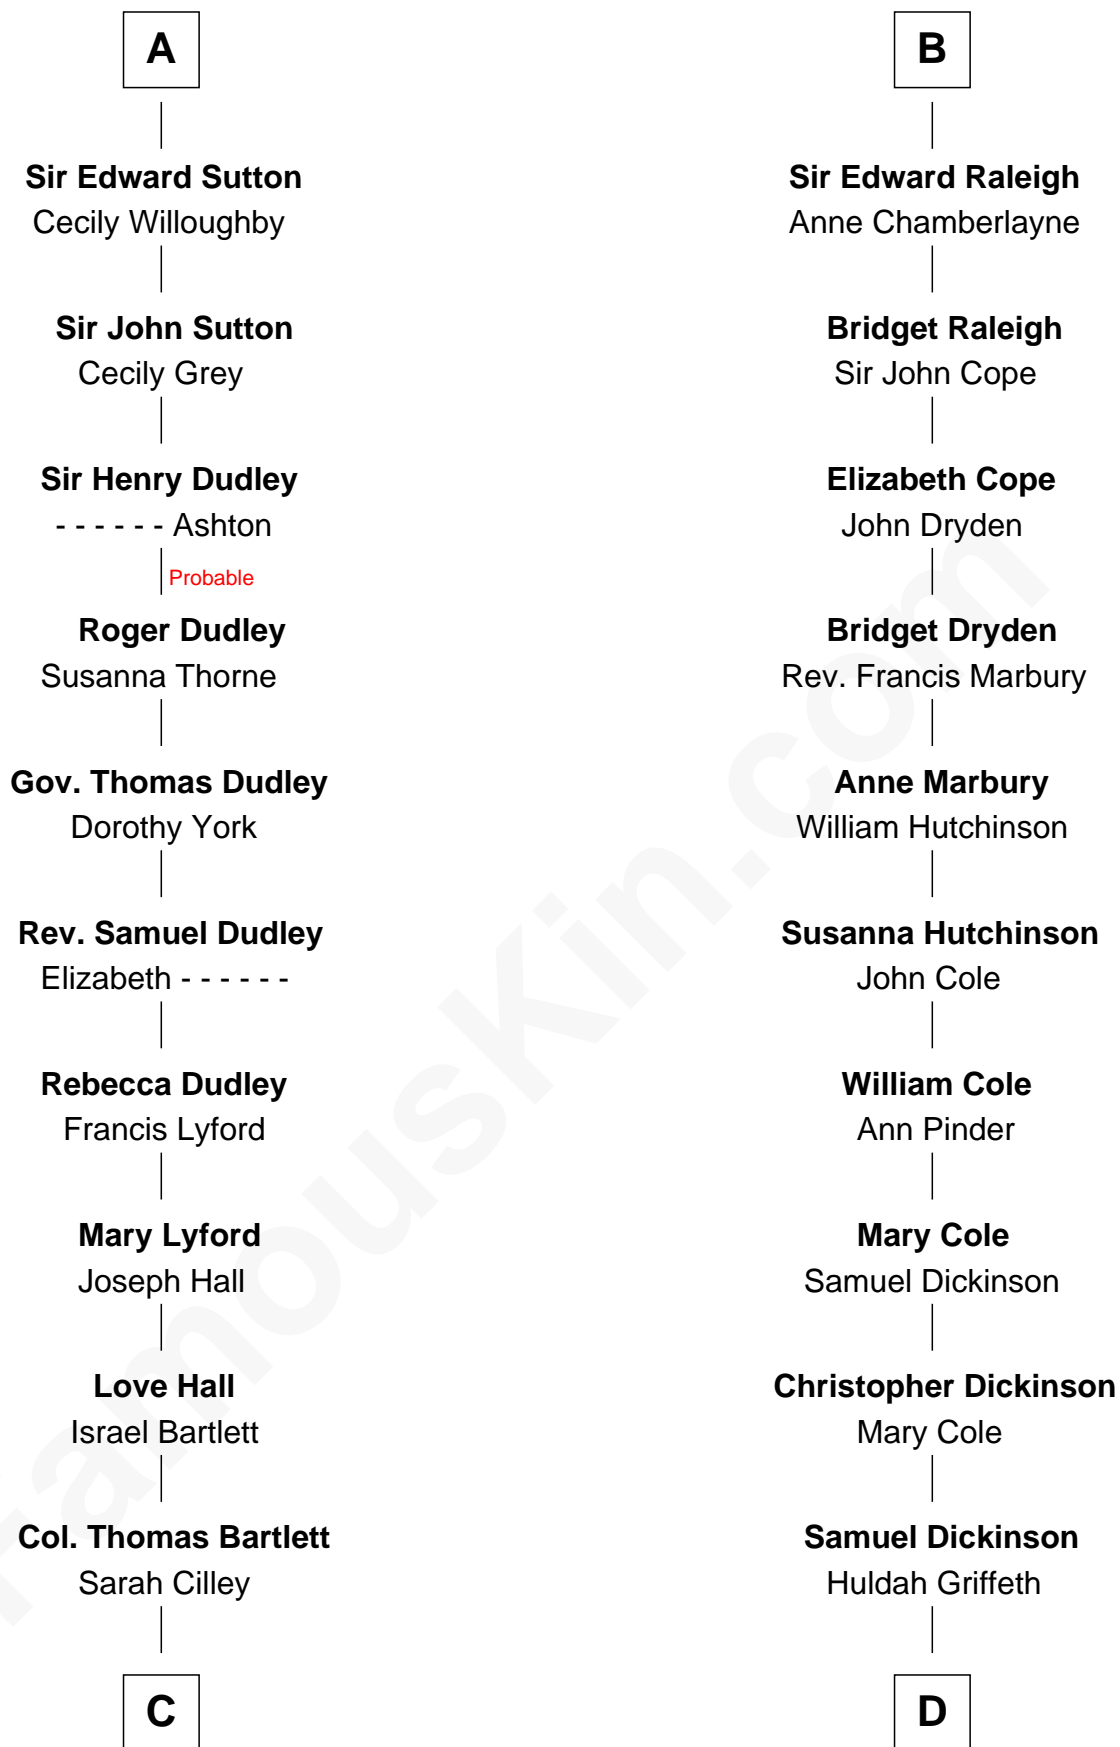 A
Sir Edward Sutton
Cecily Willoughby
Sir John Sutton
Cecily Grey
Sir Henry Dudley
- - - - - - Ashton
Probable
Roger Dudley
Susanna Thorne
Gov. Thomas Dudley
Dorothy York
Rev. Samuel Dudley
Elizabeth - - - - - -
Rebecca Dudley
Francis Lyford
Mary Lyford
Joseph Hall
Love Hall
Israel Bartlett
Col. Thomas Bartlett
Sarah Cilley
C
B
Sir Edward Raleigh
Anne Chamberlayne
Bridget Raleigh
Sir John Cope
Elizabeth Cope
John Dryden
Bridget Dryden
Rev. Francis Marbury
Anne Marbury
William Hutchinson
Susanna Hutchinson
John Cole
William Cole
Ann Pinder
Mary Cole
Samuel Dickinson
Christopher Dickinson
Mary Cole
Samuel Dickinson
Huldah Griffeth
D
FamousKin.com